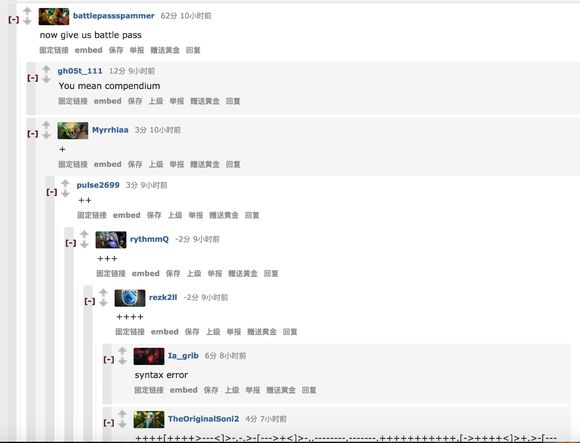 [-] battlepassspammer 62分 10小时前
now give us battle pass
固定链接 embed 保存 举报 赠送黄金 回复
[-] gh05t_111 12分 9小时前
You mean compendium
固定链接 embed 保存 上级 举报 赠送黄金 回复
[-] Myrrhiaa 3分 10小时前
+
固定链接 embed 保存 上级 举报 赠送黄金 回复
[-] pulse2699 3分 9小时前
++
固定链接 embed 保存 上级 举报 赠送黄金 回复
[-] rythmmQ -2分 9小时前
+++
固定链接 embed 保存 上级 举报 赠送黄金 回复
[-] rezk2ll -2分 9小时前
++++
固定链接 embed 保存 上级 举报 赠送黄金 回复
[-] Ia_grib 6分 8小时前
syntax error
固定链接 embed 保存 上级 举报 赠送黄金 回复
[-] TheOriginalSoni2 4分 7小时前